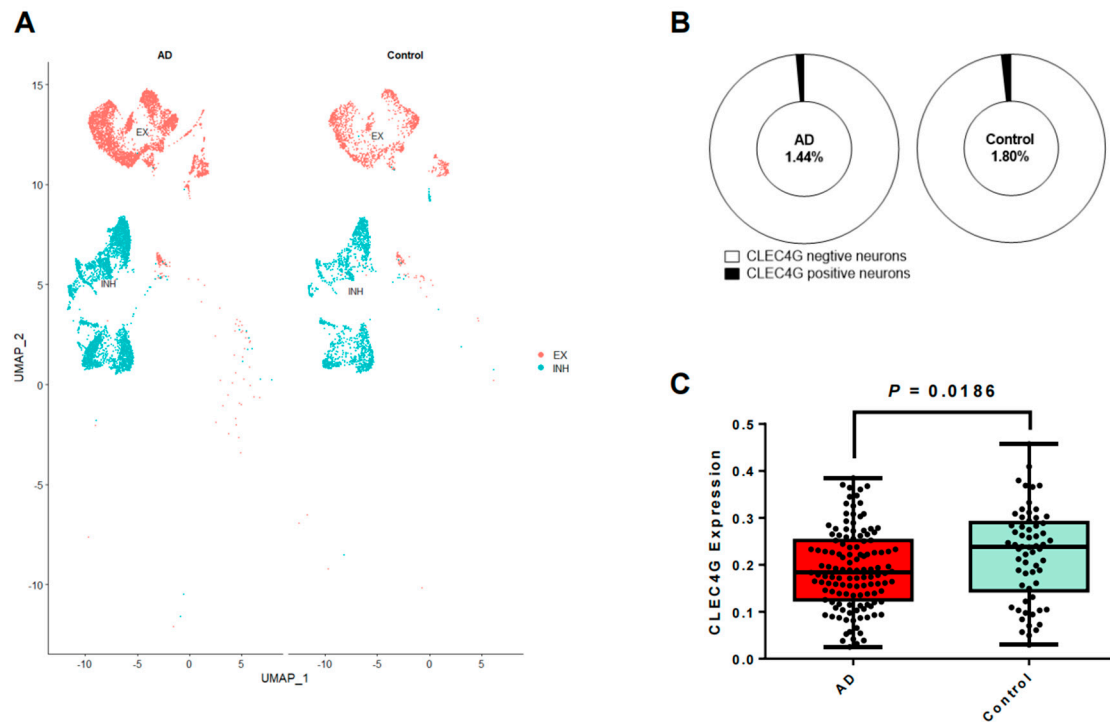 A
AD
Control
15
10
5
0
-5
-10
UMAP_2
EX
INH
EX
INH
EX
INH
-10
-5
0
5
-10
-5
0
5
UMAP_1
B
AD
1.44%
Control
1.80%
CLEC4G negtive neurons
CLEC4G positive neurons
C
P = 0.0186
CLEC4G Expression
0.5
0.4
0.3
0.2
0.1
0.0
AD
Control